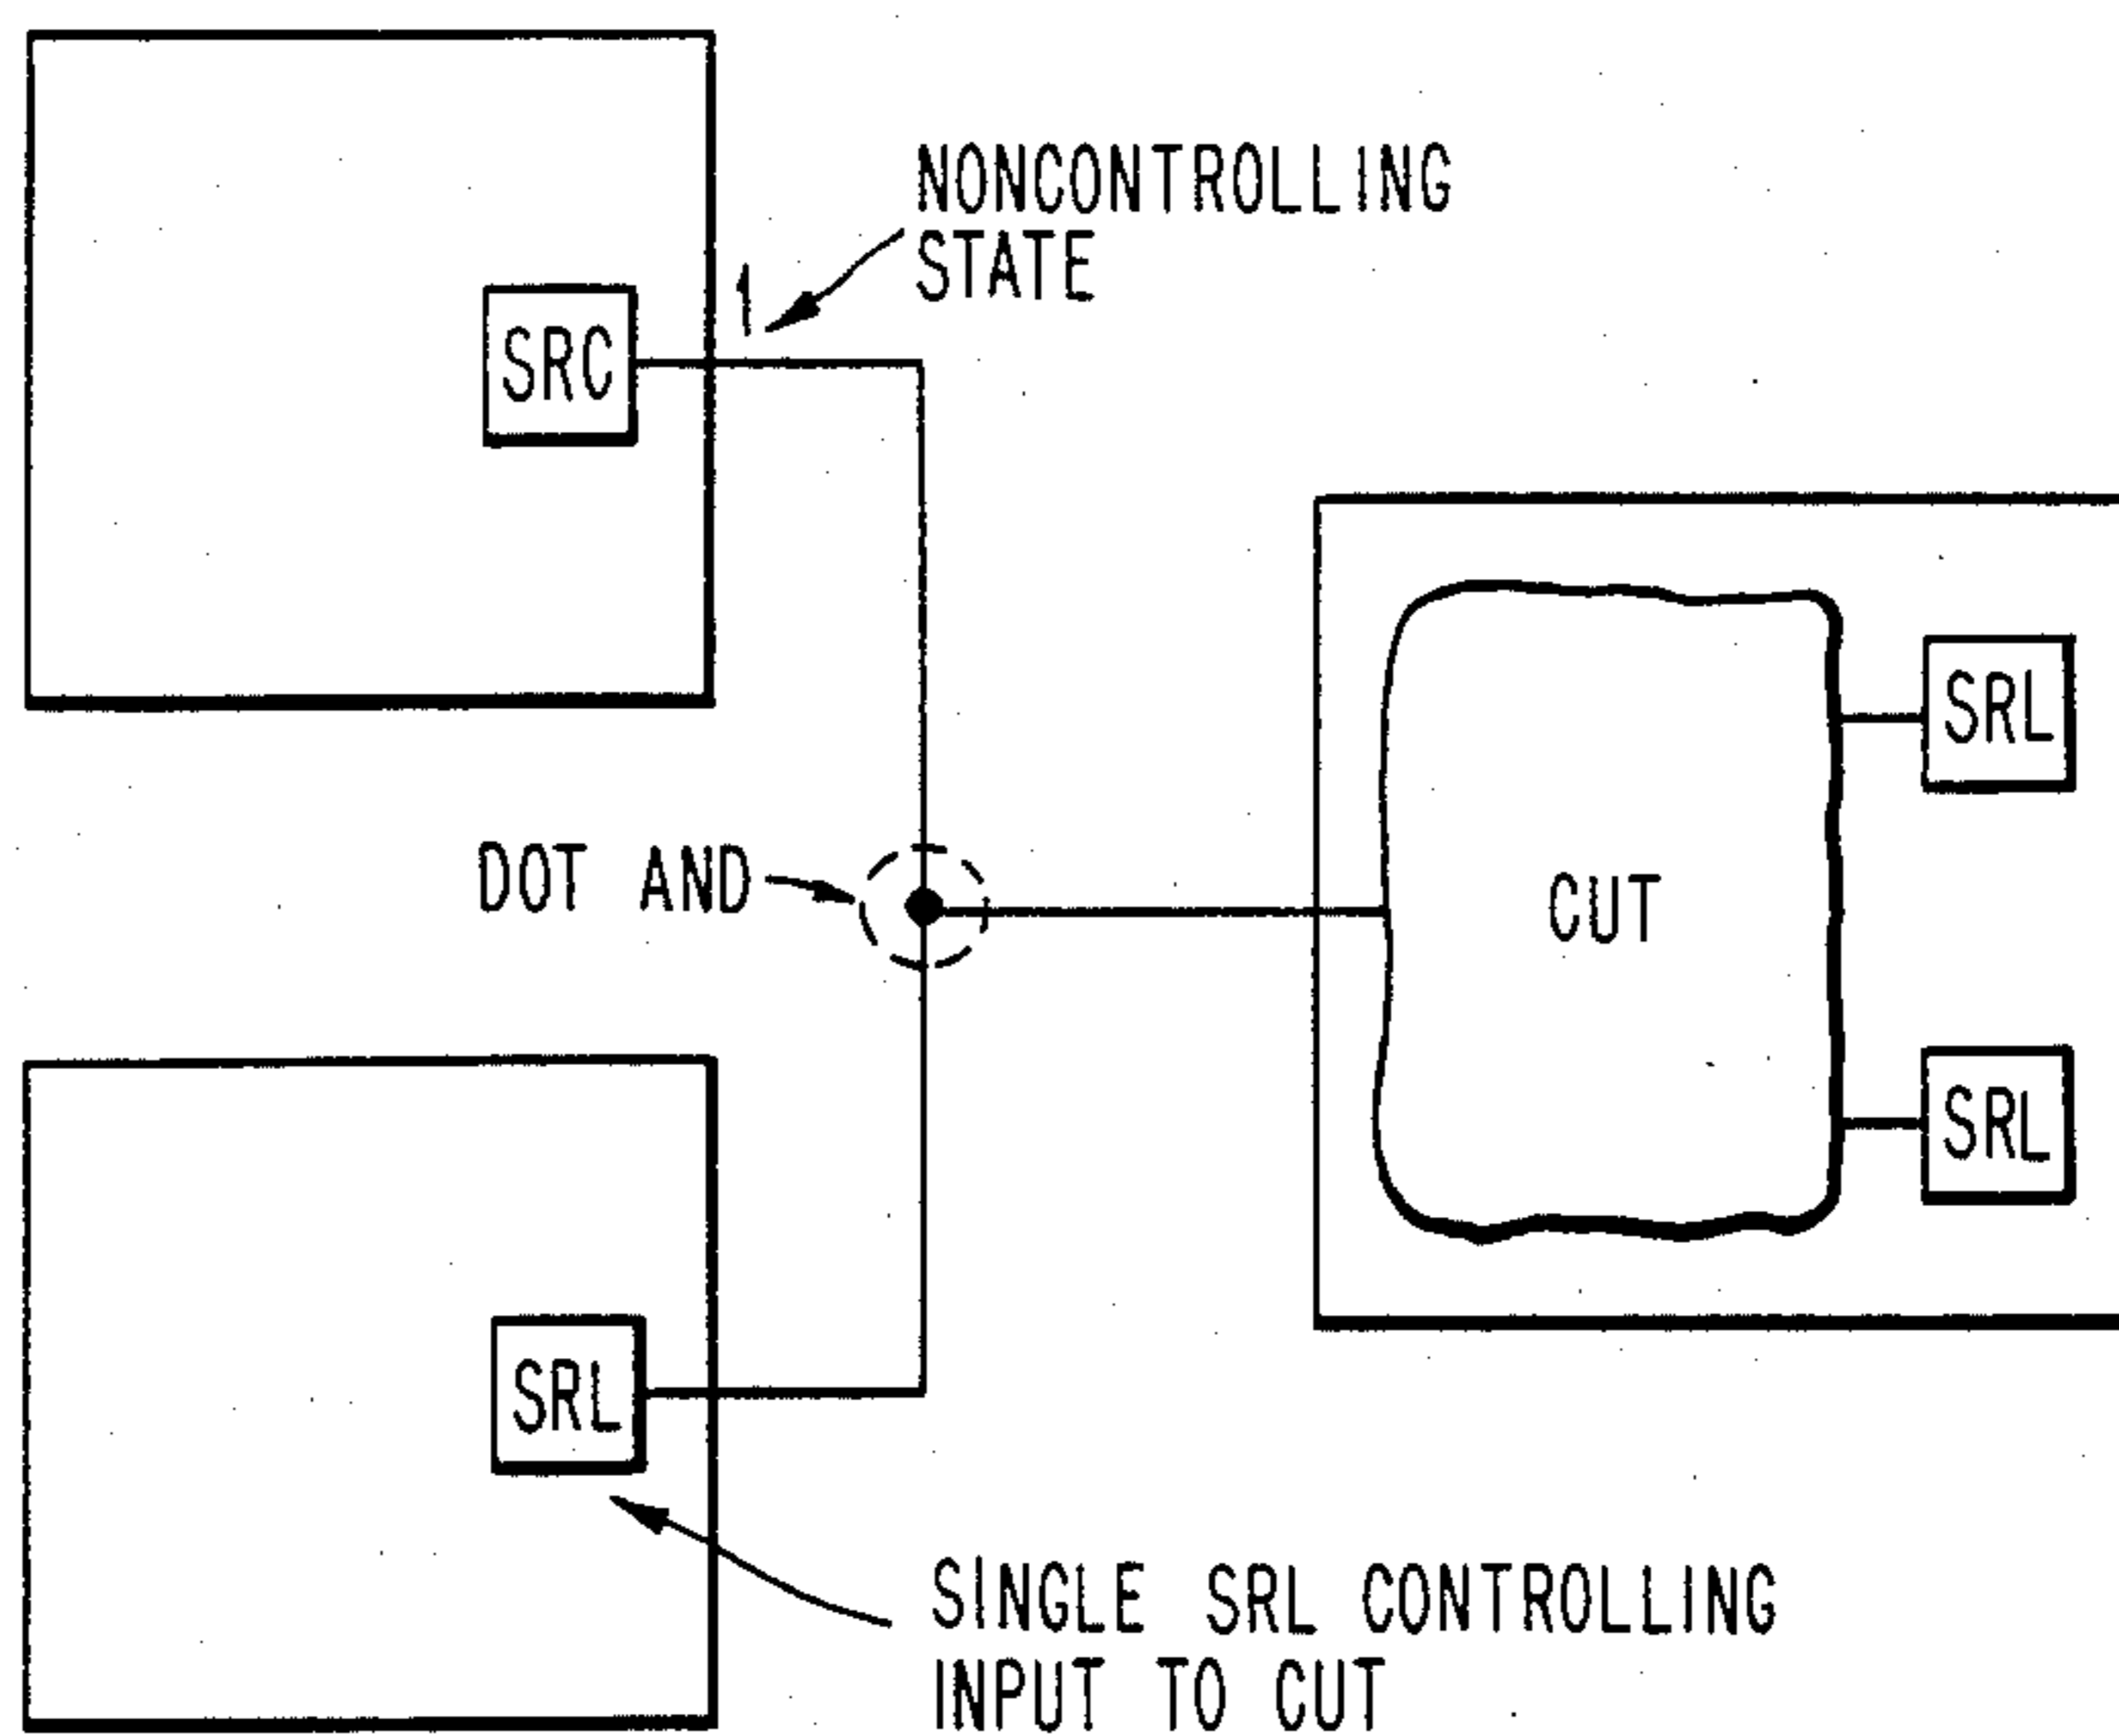 NONCONTROLLING
STATE
1
SRC
SRL
DOT AND
CUT
SRL
SRL
SINGLE SRL CONTROLLING
INPUT TO CUT